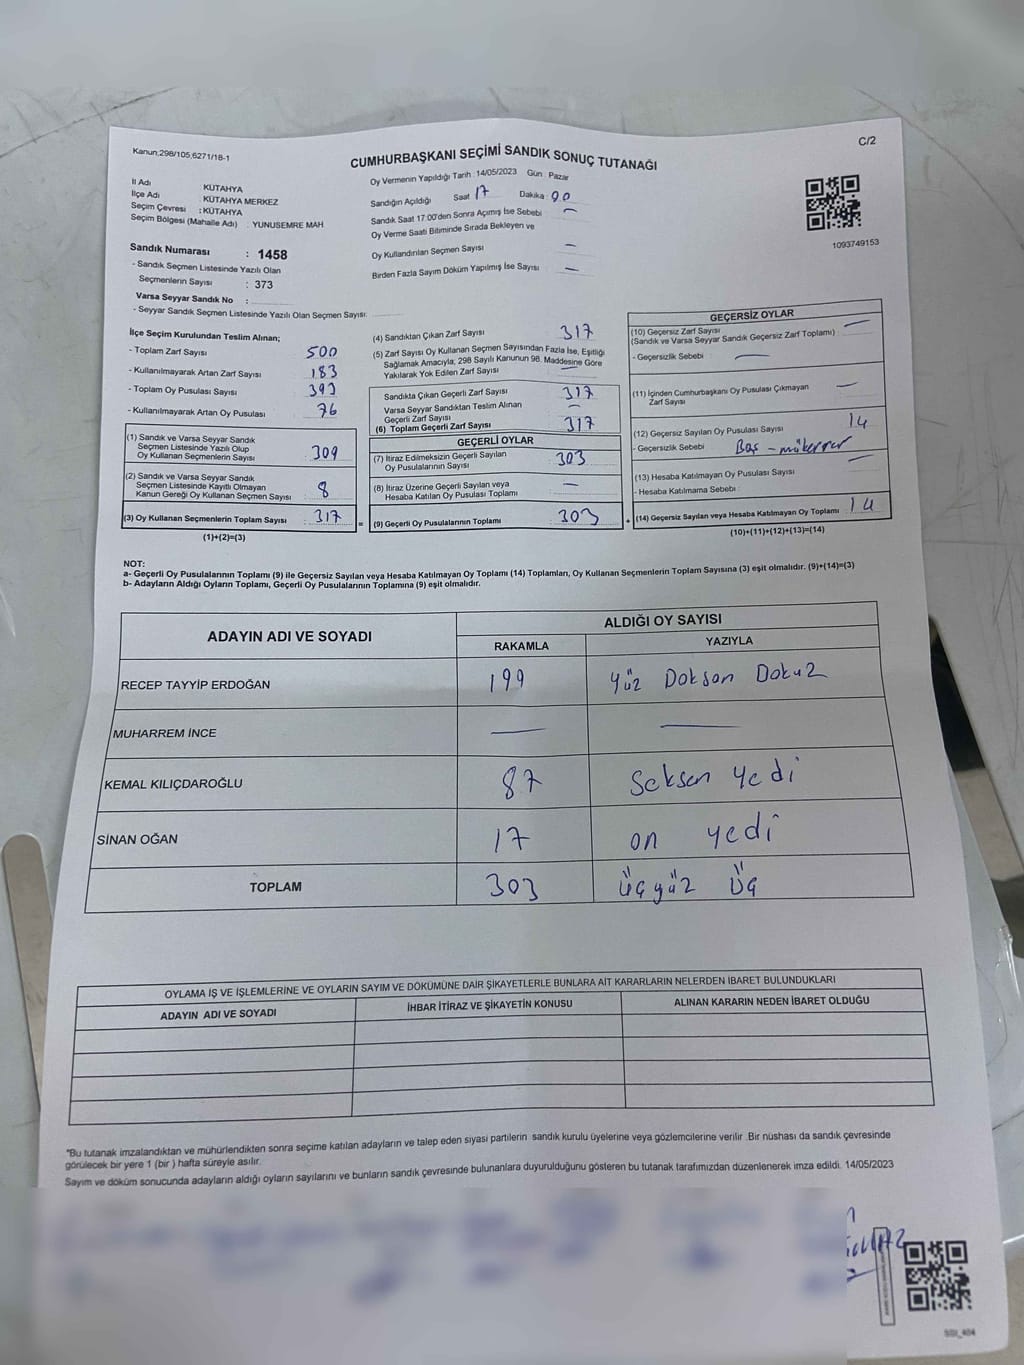 Kanun,298/105,6271/18-1
C/2
CUMHURBAŞKANI SEÇİMİ SANDIK SONUÇ TUTANAĞI
İl Adı KÜTAHYA
İlçe Adı : KÜTAHYA MERKEZ
Seçim Çevresi : KÜTAHYA
Seçim Bölgesi (Mahalle Adı) : YUNUSEMRE MAH
Sandık Numarası : 1458
- Sandık Seçmen Listesinde Yazılı Olan
Seçmenlerin Sayısı : 373
Varsa Seyyar Sandık No :
- Seyyar Sandık Seçmen Listesinde Yazılı Olan Seçmen Sayısı:
Oy Vermenin Yapıldığı Tarih : 14/05/2023 Gün : Pazar
Sandığın Açıldığı Saat 17 Dakika :
Sandık Saat 17:00'den Sonra Açımış İse Sebebi —
Oy Verme Saati Bitiminde Sırada Bekleyen ve
Oy Kullandırılan Seçmen Sayısı —
Birden Fazla Sayım Döküm Yapılmış İse Sayısı —
1093749153
İlçe Seçim Kurulundan Teslim Alınan;
- Toplam Zarf Sayısı 500
- Kullanılmayarak Artan Zarf Sayısı 183
- Toplam Oy Pusulası Sayısı 393
- Kullanılmayarak Artan Oy Pusulası 76
(1) Sandık ve Varsa Seyyar Sandık
Seçmen Listesinde Yazılı Olup
Oy Kullanan Seçmenlerin Sayısı 309
(2) Sandık ve Varsa Seyyar Sandık
Seçmen Listesinde Kayıtlı Olmayan
Kanun Gereği Oy Kullanan Seçmen Sayısı 8
(3) Oy Kullanan Seçmenlerin Toplam Sayısı 317 =
(1)+(2)=(3)
(4) Sandıktan Çıkan Zarf Sayısı 317
(5) Zarf Sayısı Oy Kullanan Seçmen Sayısından Fazla İse, Eşitliği
Sağlamak Amacıyla, 298 Sayılı Kanunun 98. Maddesine Göre
Yakılarak Yok Edilen Zarf Sayısı —
Sandıkta Çıkan Geçerli Zarf Sayısı 317
Varsa Seyyar Sandıktan Teslim Alınan
Geçerli Zarf Sayısı —
(6) Toplam Geçerli Zarf Sayısı 317
GEÇERLİ OYLAR
(7) İtiraz Edilmeksizin Geçerli Sayılan
Oy Pusulalarının Sayısı 303
(8) İtiraz Üzerine Geçerli Sayılan veya
Hesaba Katılan Oy Pusulası Toplamı —
(9) Geçerli Oy Pusulalarının Toplamı 303 +
GEÇERSİZ OYLAR
(10) Geçersiz Zarf Sayısı
(Sandık ve Varsa Seyyar Sandık Geçersiz Zarf Toplamı) —
- Geçersizlik Sebebi —
(11) İçinden Cumhurbaşkanı Oy Pusulası Çıkmayan
Zarf Sayısı —
(12) Geçersiz Sayılan Oy Pusulası Sayısı 14
- Geçersizlik Sebebi Boş - mükerrer
(13) Hesaba Katılmayan Oy Pusulası Sayısı —
- Hesaba Katılmama Sebebi
(14) Geçersiz Sayılan veya Hesaba Katılmayan Oy Toplamı 14
(10)+(11)+(12)+(13)=(14)
NOT:
a- Geçerli Oy Pusulalarının Toplamı (9) ile Geçersiz Sayılan veya Hesaba Katılmayan Oy Toplamı (14) Toplamları, Oy Kullanan Seçmenlerin Toplam Sayısına (3) eşit olmalıdır. (9)+(14)=(3)
b- Adayların Aldığı Oyların Toplamı, Geçerli Oy Pusulalarının Toplamına (9) eşit olmalıdır.
ADAYIN ADI VE SOYADI ALDIĞI OY SAYISI
RAKAMLA YAZIYLA
RECEP TAYYİP ERDOĞAN 199 Yüz Doksan Dokuz
MUHARREM İNCE — —
KEMAL KILIÇDAROĞLU 87 Seksen Yedi
SİNAN OĞAN 17 on yedi
TOPLAM 303 üçyüz üç
OYLAMA İŞ VE İŞLEMLERİNE VE OYLARIN SAYIM VE DÖKÜMÜNE DAİR ŞİKAYETLERLE BUNLARA AİT KARARLARIN NELERDEN İBARET BULUNDUKLARI
ADAYIN ADI VE SOYADI İHBAR İTİRAZ VE ŞİKAYETİN KONUSU ALINAN KARARIN NEDEN İBARET OLDUĞU
"Bu tutanak imzalandıktan ve mühürlendikten sonra seçime katılan adayların ve talep eden siyasi partilerin sandık kurulu üyelerine veya gözlemcilerine verilir .Bir nüshası da sandık çevresinde
görülecek bir yere 1 (bir ) hafta süreyle asılır.
Sayım ve döküm sonucunda adayların aldığı oyların sayılarını ve bunların sandık çevresinde bulunanlara duyurulduğunu gösteren bu tutanak tarafımızdan düzenlenerek imza edildi. 14/05/2023